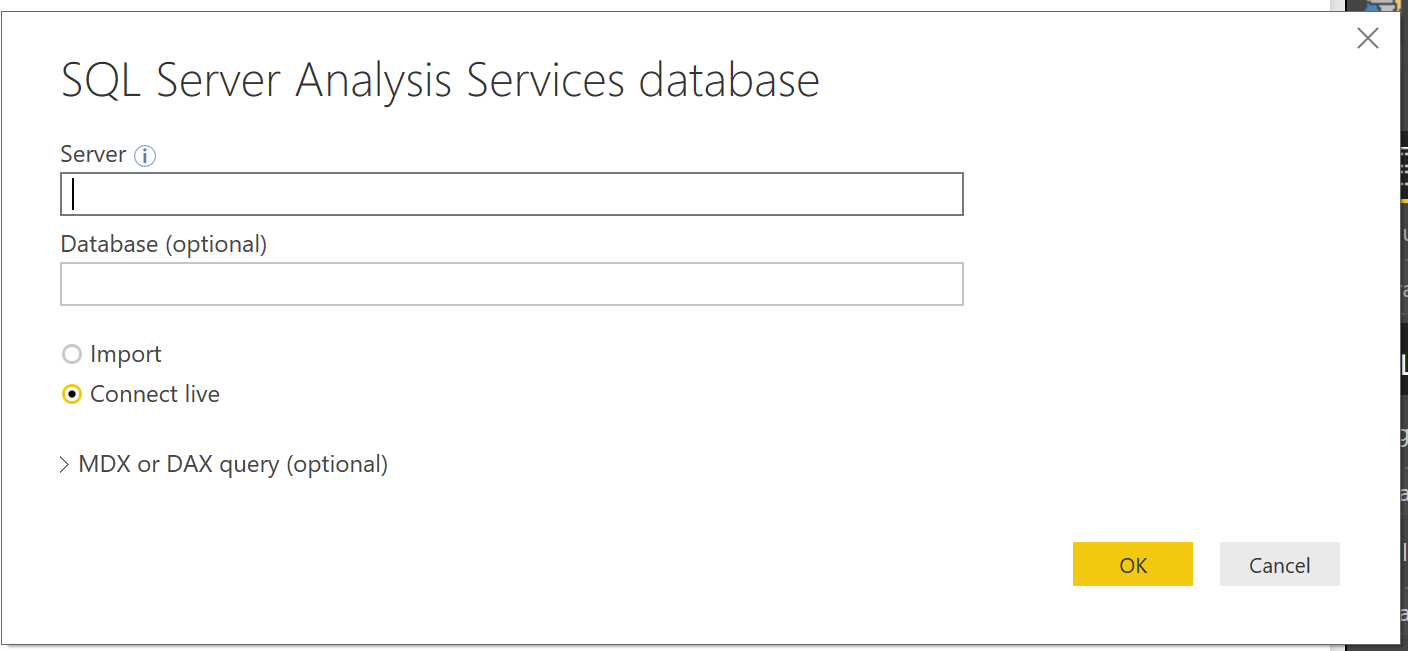 SQL Server Analysis Services database
Server
Database (optional)
Import
Connect live
MDX or DAX query (optional)
OK
Cancel